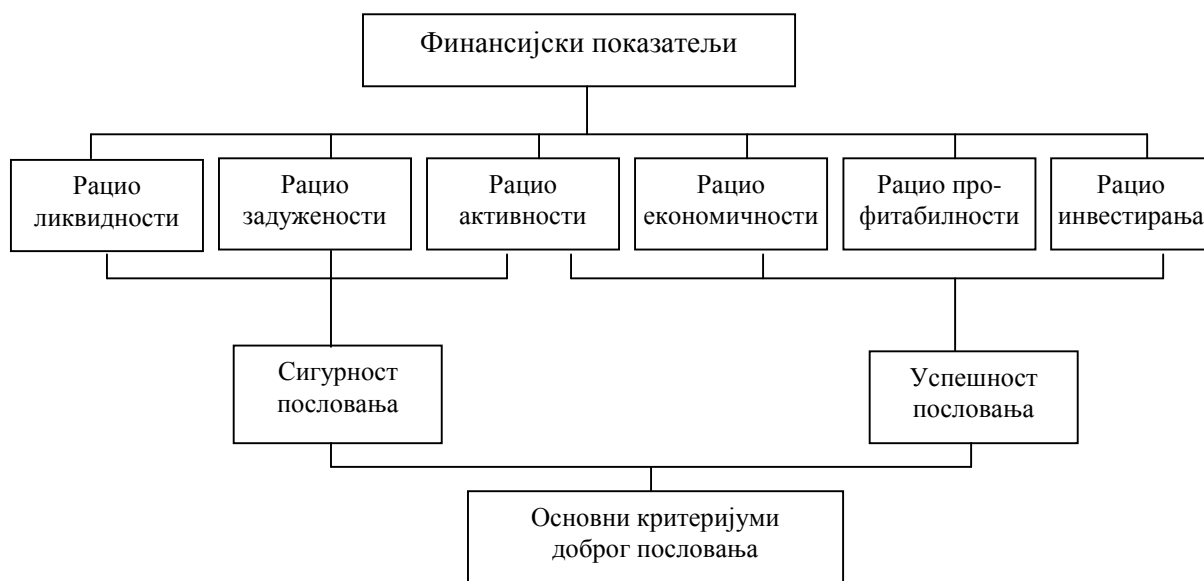 Финансијски показатељи
Рацио
ликвидности
Рацио
задужености
Рацио
активности
Рацио
економичности
Рацио про-
фитабилности
Рацио
инвестирања
Сигурност
пословања
Успешност
пословања
Основни критеријуми
доброг пословања